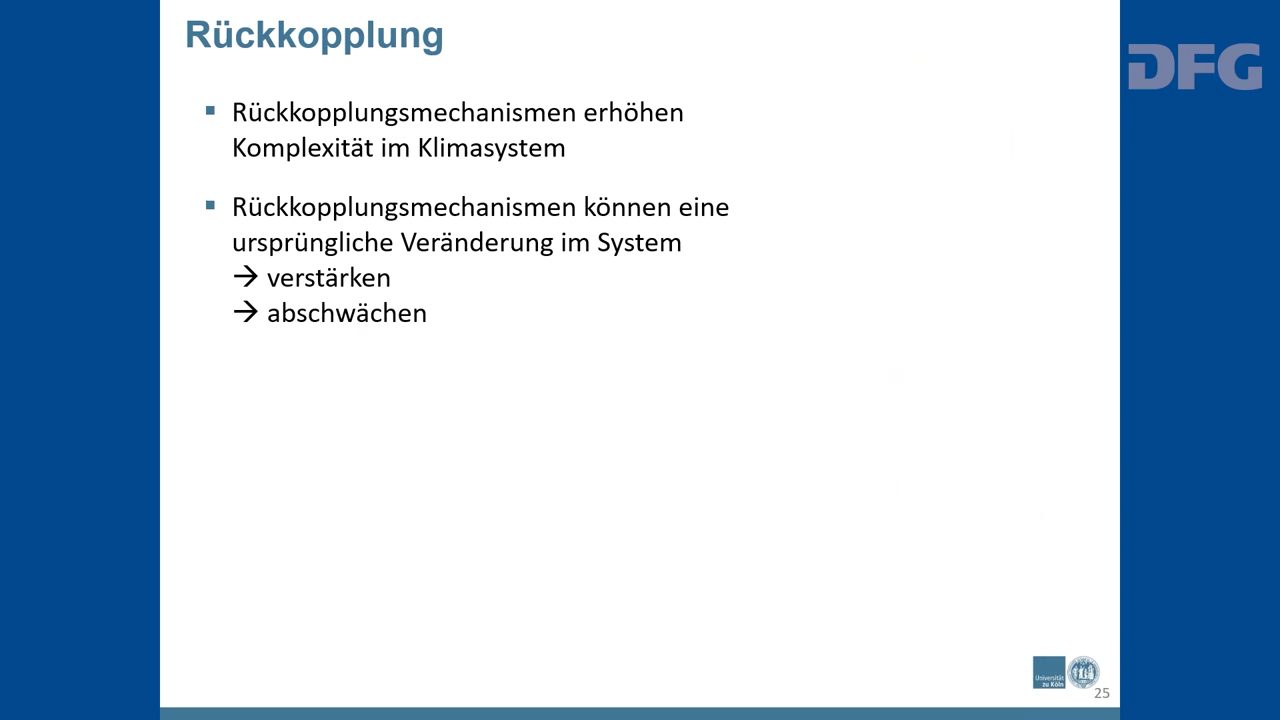 Rückkopplung
DFG
▪ Rückkopplungsmechanismen erhöhen
Komplexität im Klimasystem
▪ Rückkopplungsmechanismen können eine
ursprüngliche Veränderung im System
→ verstärken
→ abschwächen
Universität
zu Köln
25